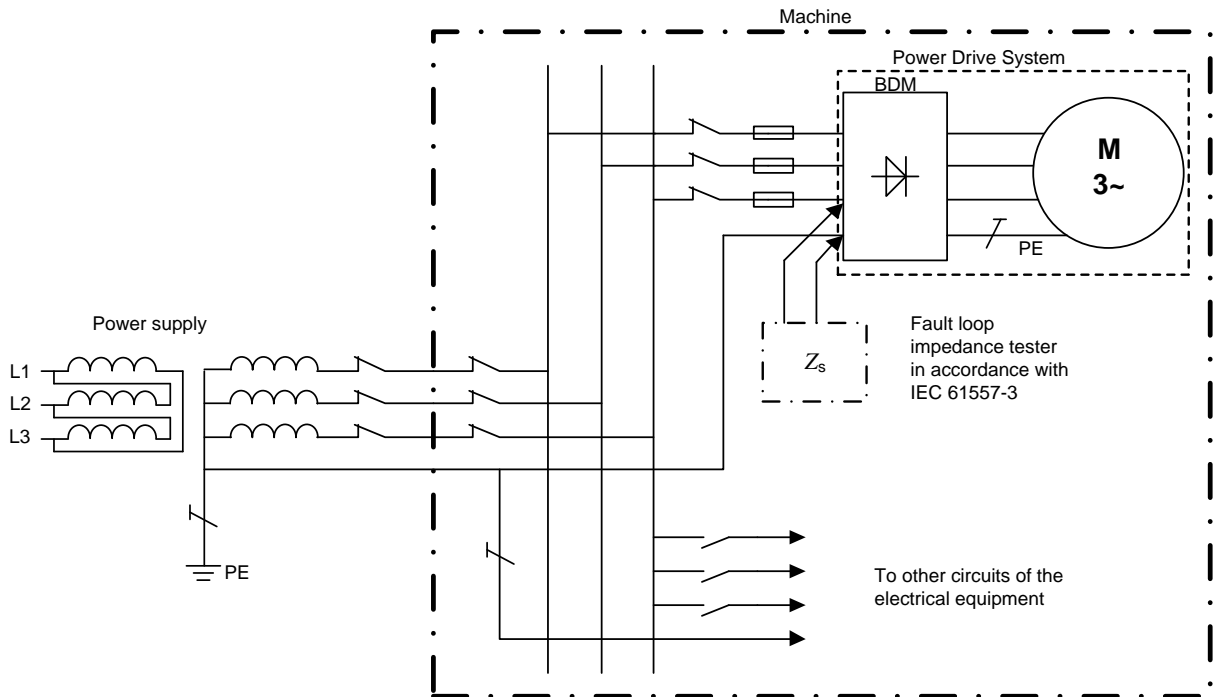 Machine
Power Drive System
BDM
M
3~
PE
Power supply
L1
L2
L3
Zs
Fault loop
impedance tester
in accordance with
IEC 61557-3
PE
To other circuits of the
electrical equipment